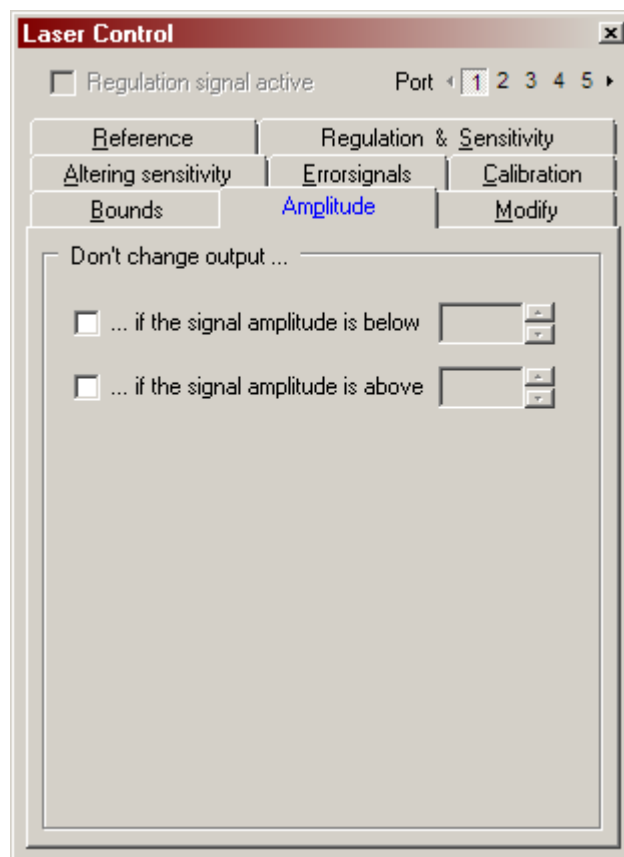 Laser Control
Regulation signal active Port 1 2 3 4 5
Reference Regulation & Sensitivity
Altering sensitivity Errorsignals Calibration
Bounds Amplitude Modify
Don't change output ...
... if the signal amplitude is below
... if the signal amplitude is above